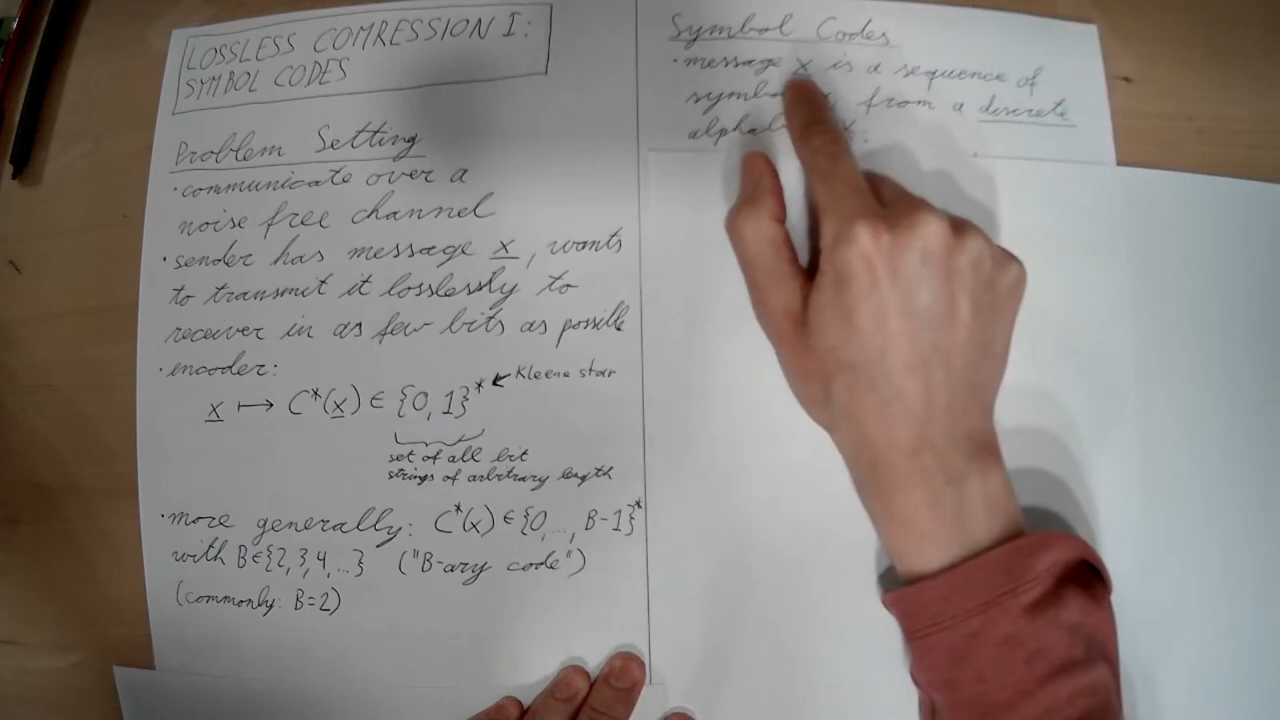 LOSSLESS COMRESSION I:
SYMBOL CODES
Problem Setting
· communicate over a
noise free channel
· sender has message x, wants
to transmit it losslessly to
receiver in as few bits as possible
· encoder:
x ↦ C*(x) ∈ {0, 1}* ← Kleene star
set of all bit
strings of arbitrary length
· more generally: C*(x) ∈ {0, ..., B-1}*
with B∈{2,3,4,...} ("B-ary code")
(commonly: B=2)
Symbol Codes
· message x is a sequence of
from a discrete